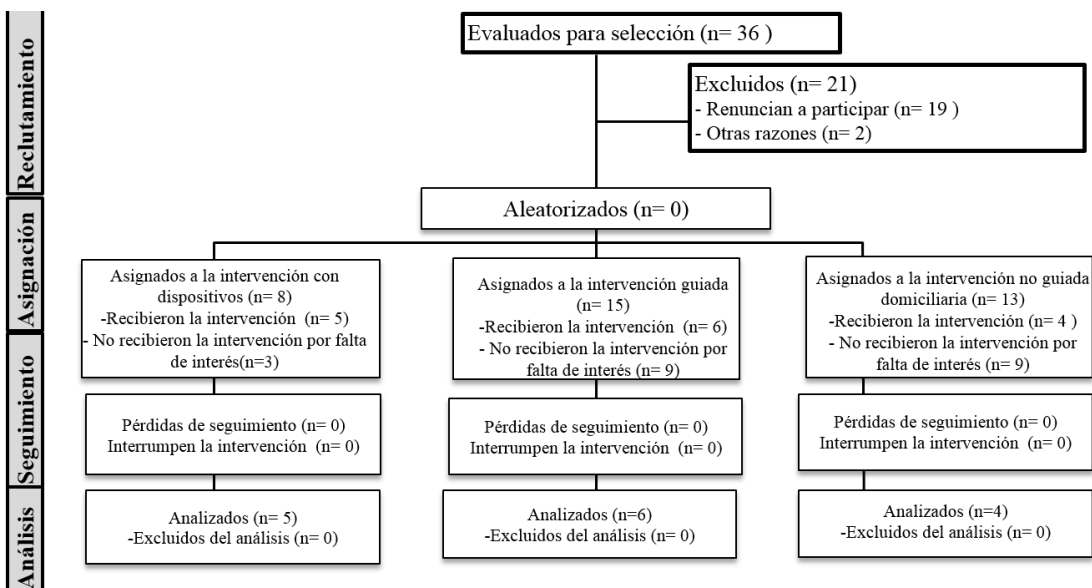 Reclutamiento
Evaluados para selección (n= 36 )
Excluidos (n= 21)
- Renuncian a participar (n= 19 )
- Otras razones (n= 2)
Asignación
Aleatorizados (n= 0)
Asignados a la intervención con
dispositivos (n= 8)
-Recibieron la intervención (n= 5)
- No recibieron la intervención por falta
de interés(n=3)
Asignados a la intervención guiada
(n= 15)
-Recibieron la intervención (n= 6)
- No recibieron la intervención por
falta de interés (n= 9)
Asignados a la intervención no guiada
domiciliaria (n= 13)
-Recibieron la intervención (n= 4 )
- No recibieron la intervención por
falta de interés (n= 9)
Seguimiento
Pérdidas de seguimiento (n= 0)
Interrumpen la intervención (n= 0)
Pérdidas de seguimiento (n= 0)
Interrumpen la intervención (n= 0)
Pérdidas de seguimiento (n= 0)
Interrumpen la intervención (n= 0)
Análisis
Analizados (n= 5)
-Excluidos del análisis (n= 0)
Analizados (n=6)
-Excluidos del análisis (n= 0)
Analizados (n=4)
-Excluidos del análisis (n= 0)